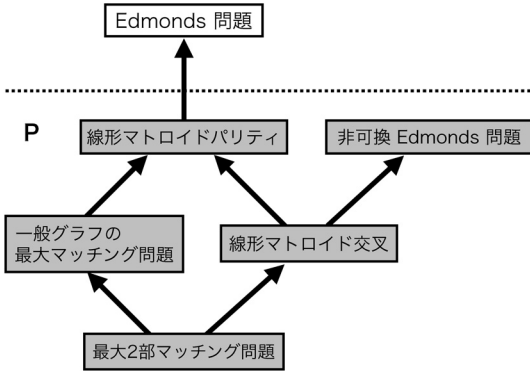 Edmonds 問題
P
線形マトロイドパリティ
非可換 Edmonds 問題
一般グラフの
最大マッチング問題
線形マトロイド交叉
最大2部マッチング問題